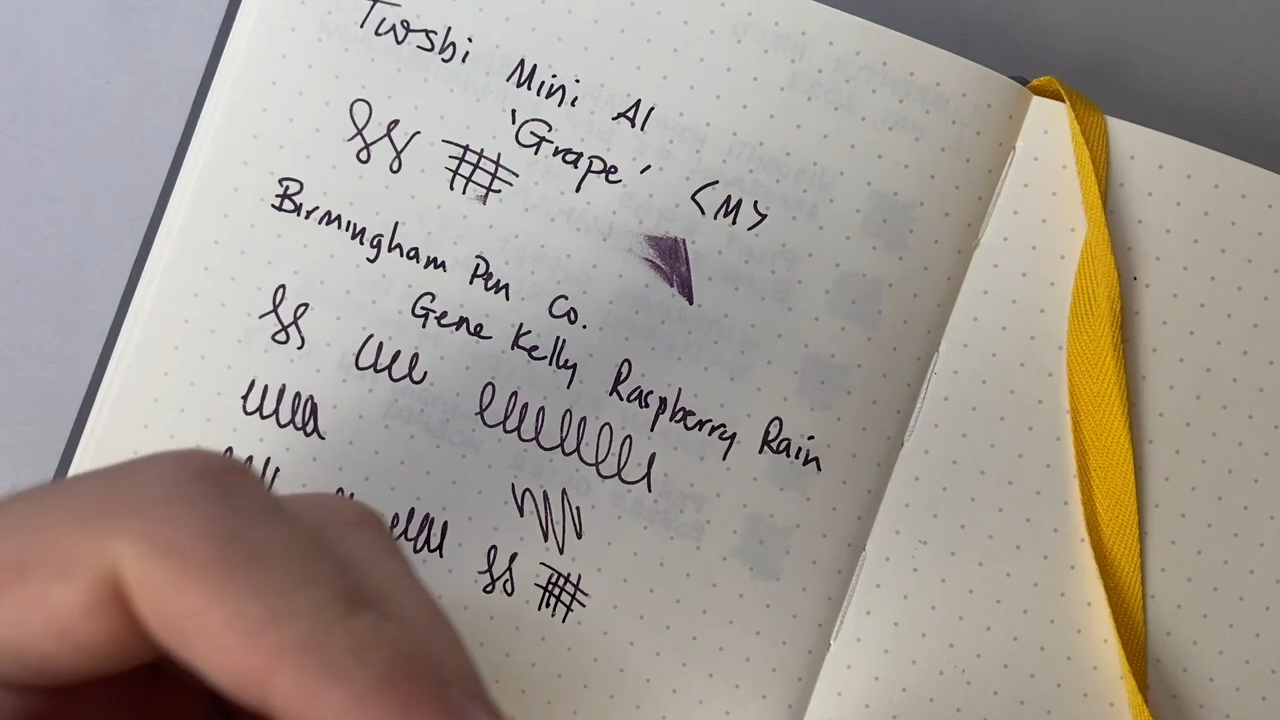 Twsbi Mini Al
'Grape' <M>
Birmingham Pen Co.
Gene Kelly Raspberry Rain